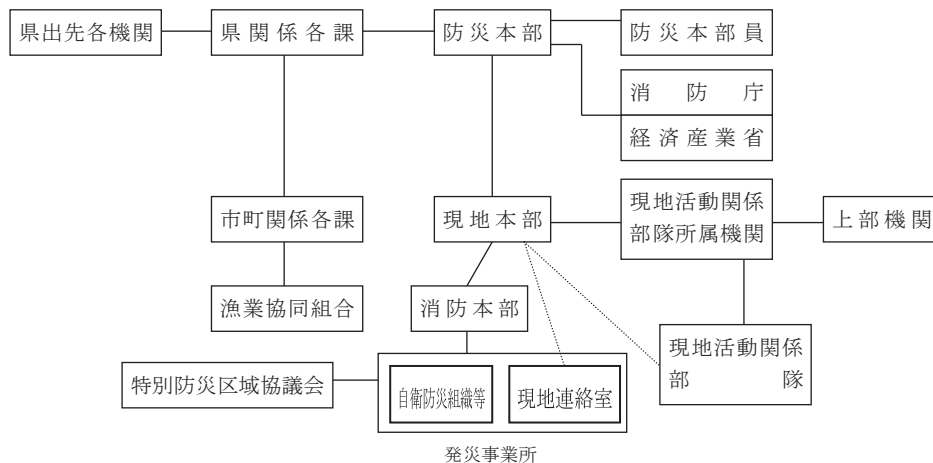 県出先各機関
県関係各課
防災本部
防災本部員
消防庁
経済産業省
市町関係各課
現地本部
現地活動関係
部隊所属機関
上部機関
漁業協同組合
消防本部
現地活動関係
部隊
特別防災区域協議会
自衛防災組織等
現地連絡室
発災事業所